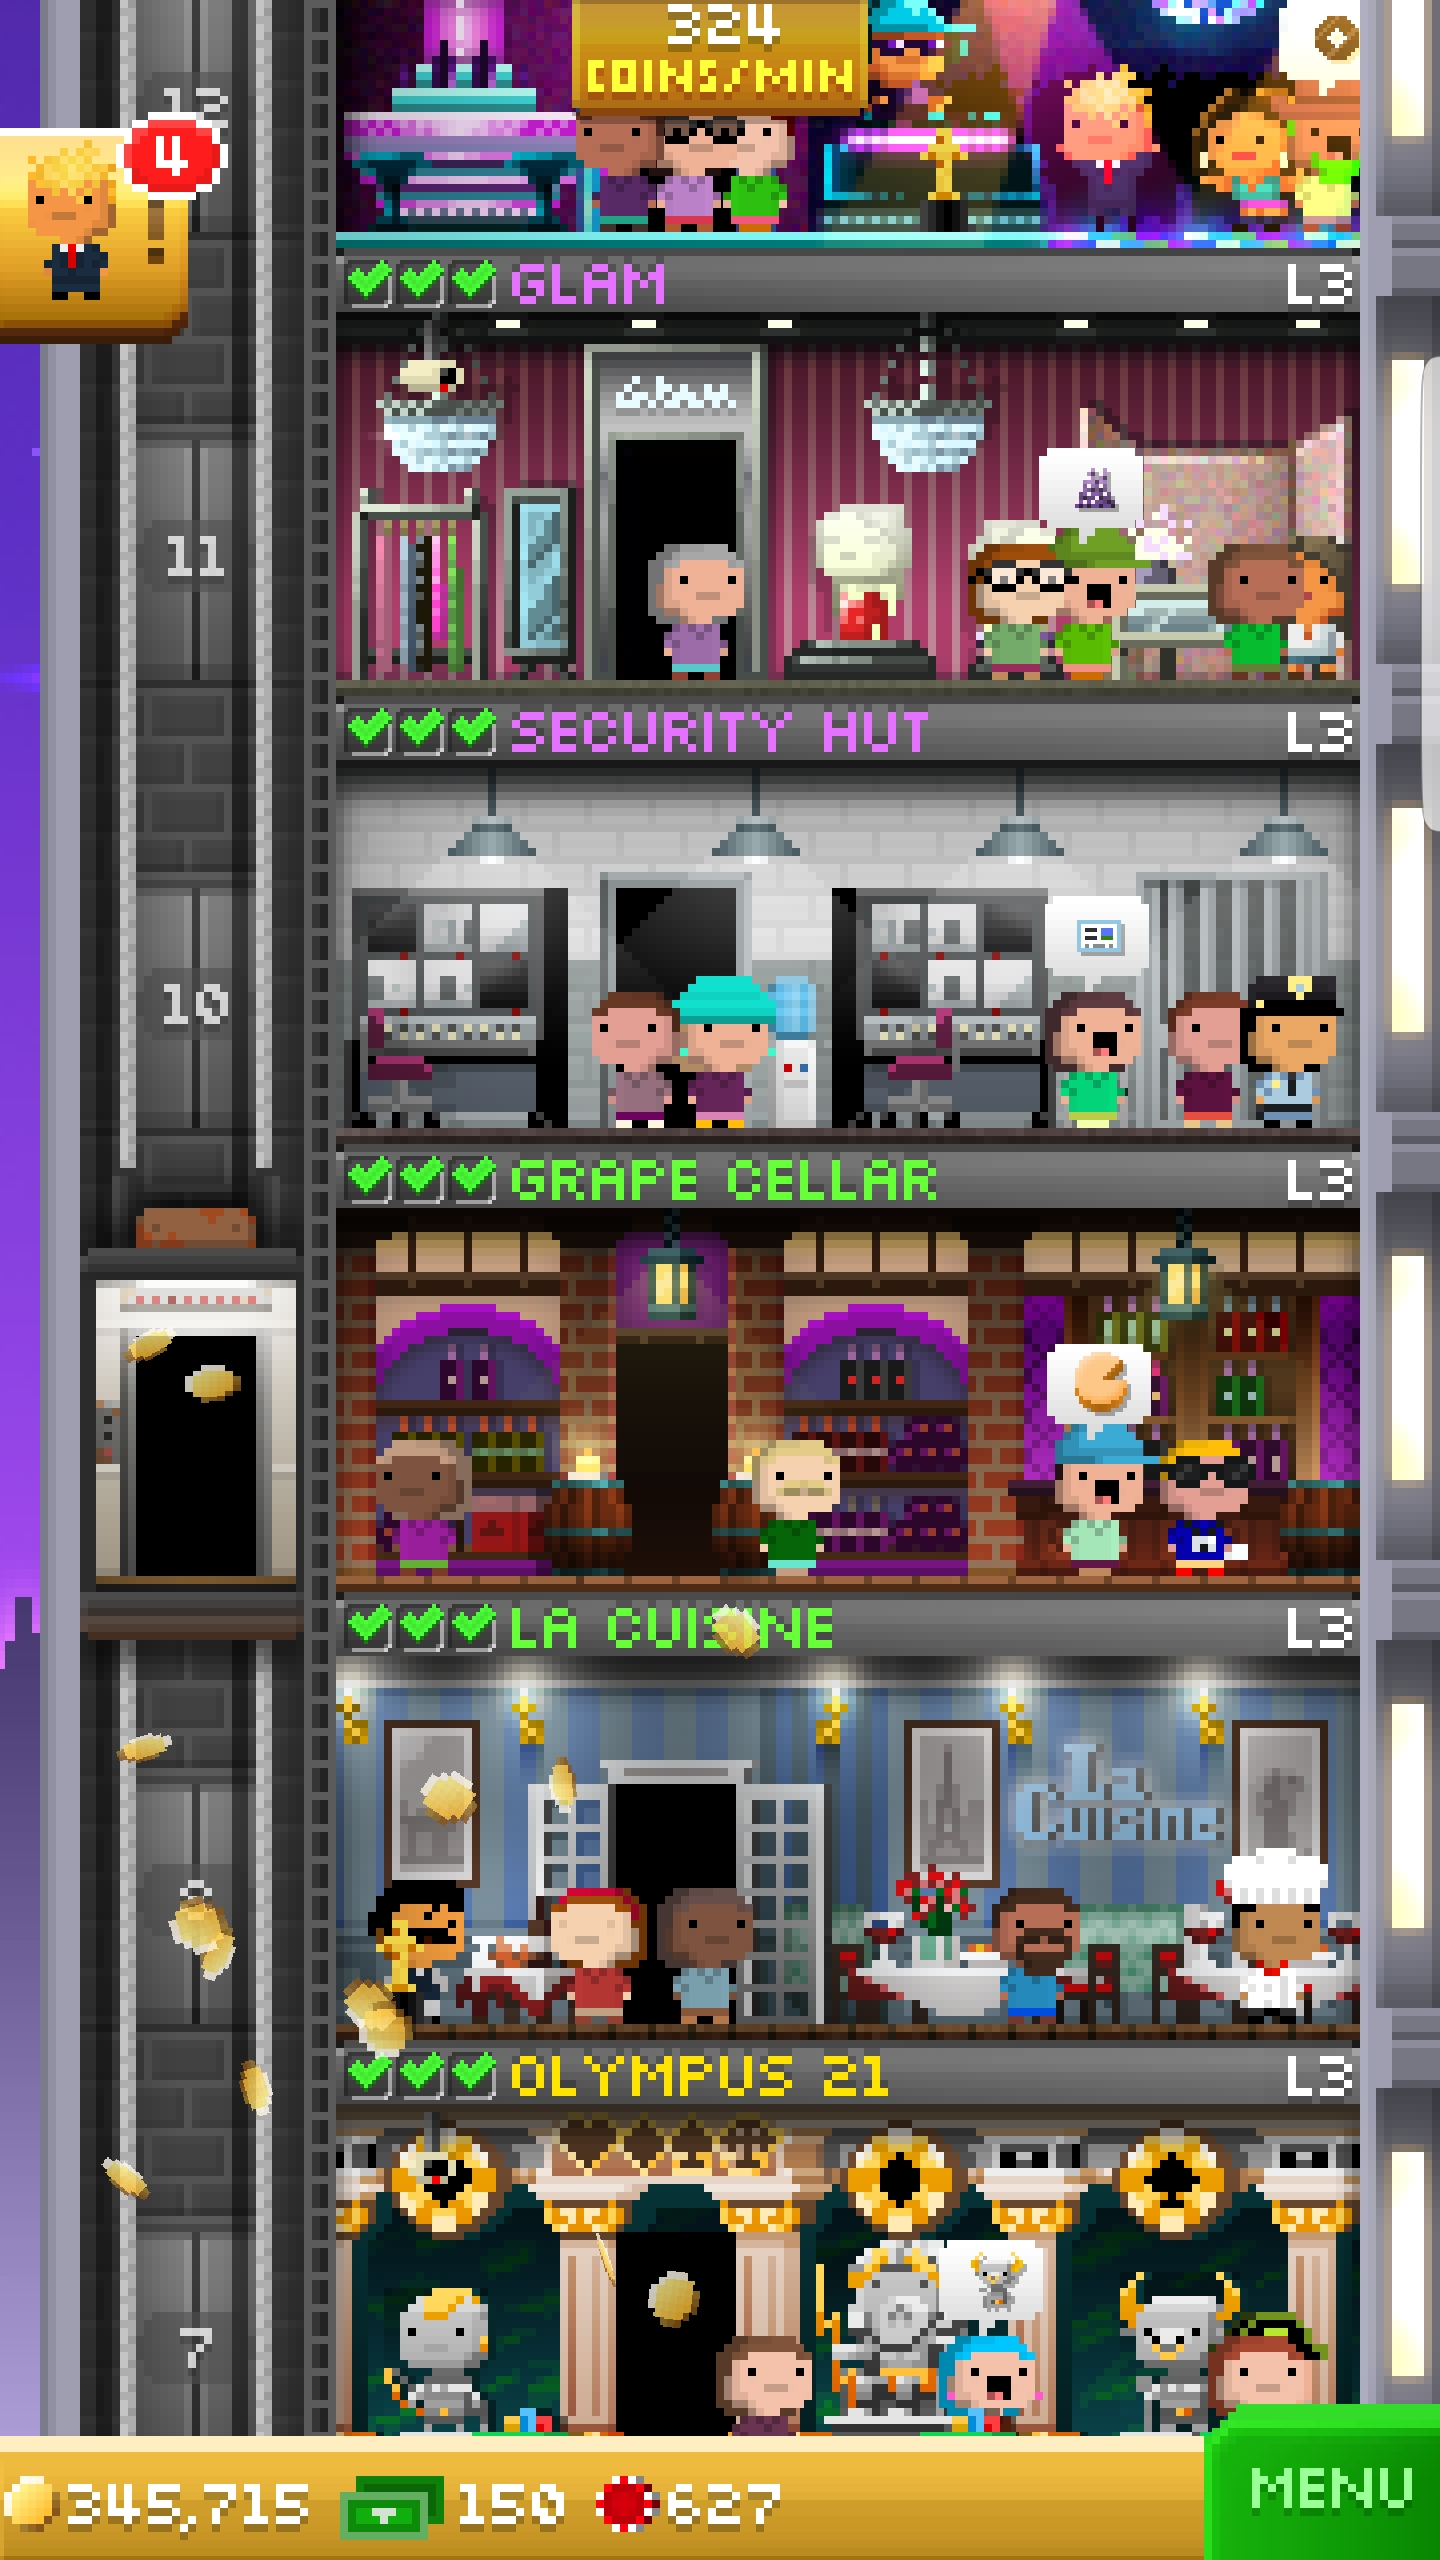 324
COINS/MIN
12
4
!
GLAM
L3
Glam
11
SECURITY HUT
L3
10
GRAPE CELLAR
L3
LA CUISINE
L3
La
Cuisine
OLYMPUS 21
L3
7
345,715
150
627
MENU